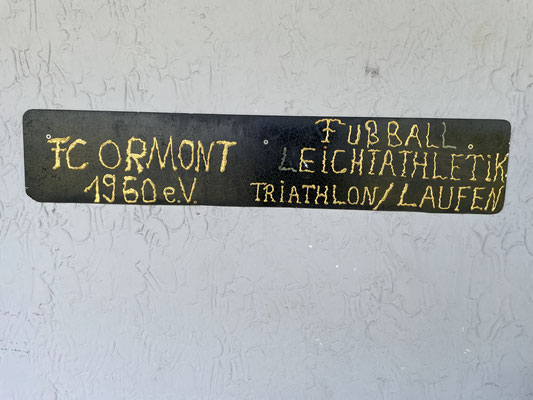 FC ORMONT
1960 e.V.
FUßBALL
LEICHTATHLETIK
TRIATHLON/LAUFEN